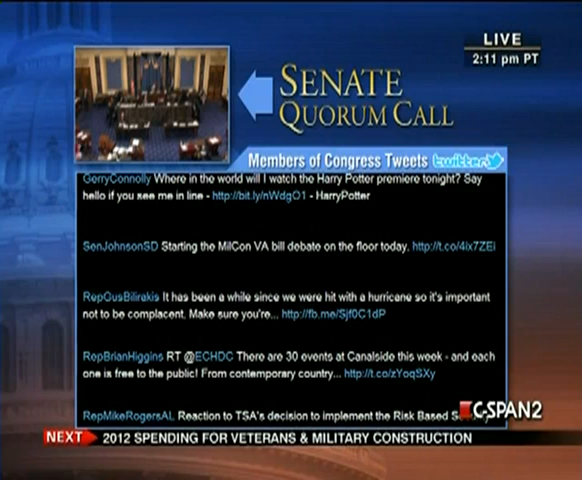 LIVE
2:11 pm PT
SENATE
QUORUM CALL
Members of Congress Tweets twitter
GerryConnolly Where in the world will I watch the Harry Potter premiere tonight? Say
hello if you see me in line - http://bit.ly/nWdgO1 - HarryPotter
SenJohnsonSD Starting the MilCon VA bill debate on the floor today. http://t.co/4lx7ZEi
RepGusBilirakis It has been a while since we were hit with a hurricane so it's important
not to be complacent. Make sure you're... http://fb.me/Sjf0C1dP
RepBrianHiggins RT @ECHDC There are 30 events at Canalside this week - and each
one is free to the public! From contemporary country... http://t.co/zYoqSXy
RepMikeRogersAL Reaction to TSA's decision to implement the Risk Based
C-SPAN2
NEXT 2012 SPENDING FOR VETERANS & MILITARY CONSTRUCTION